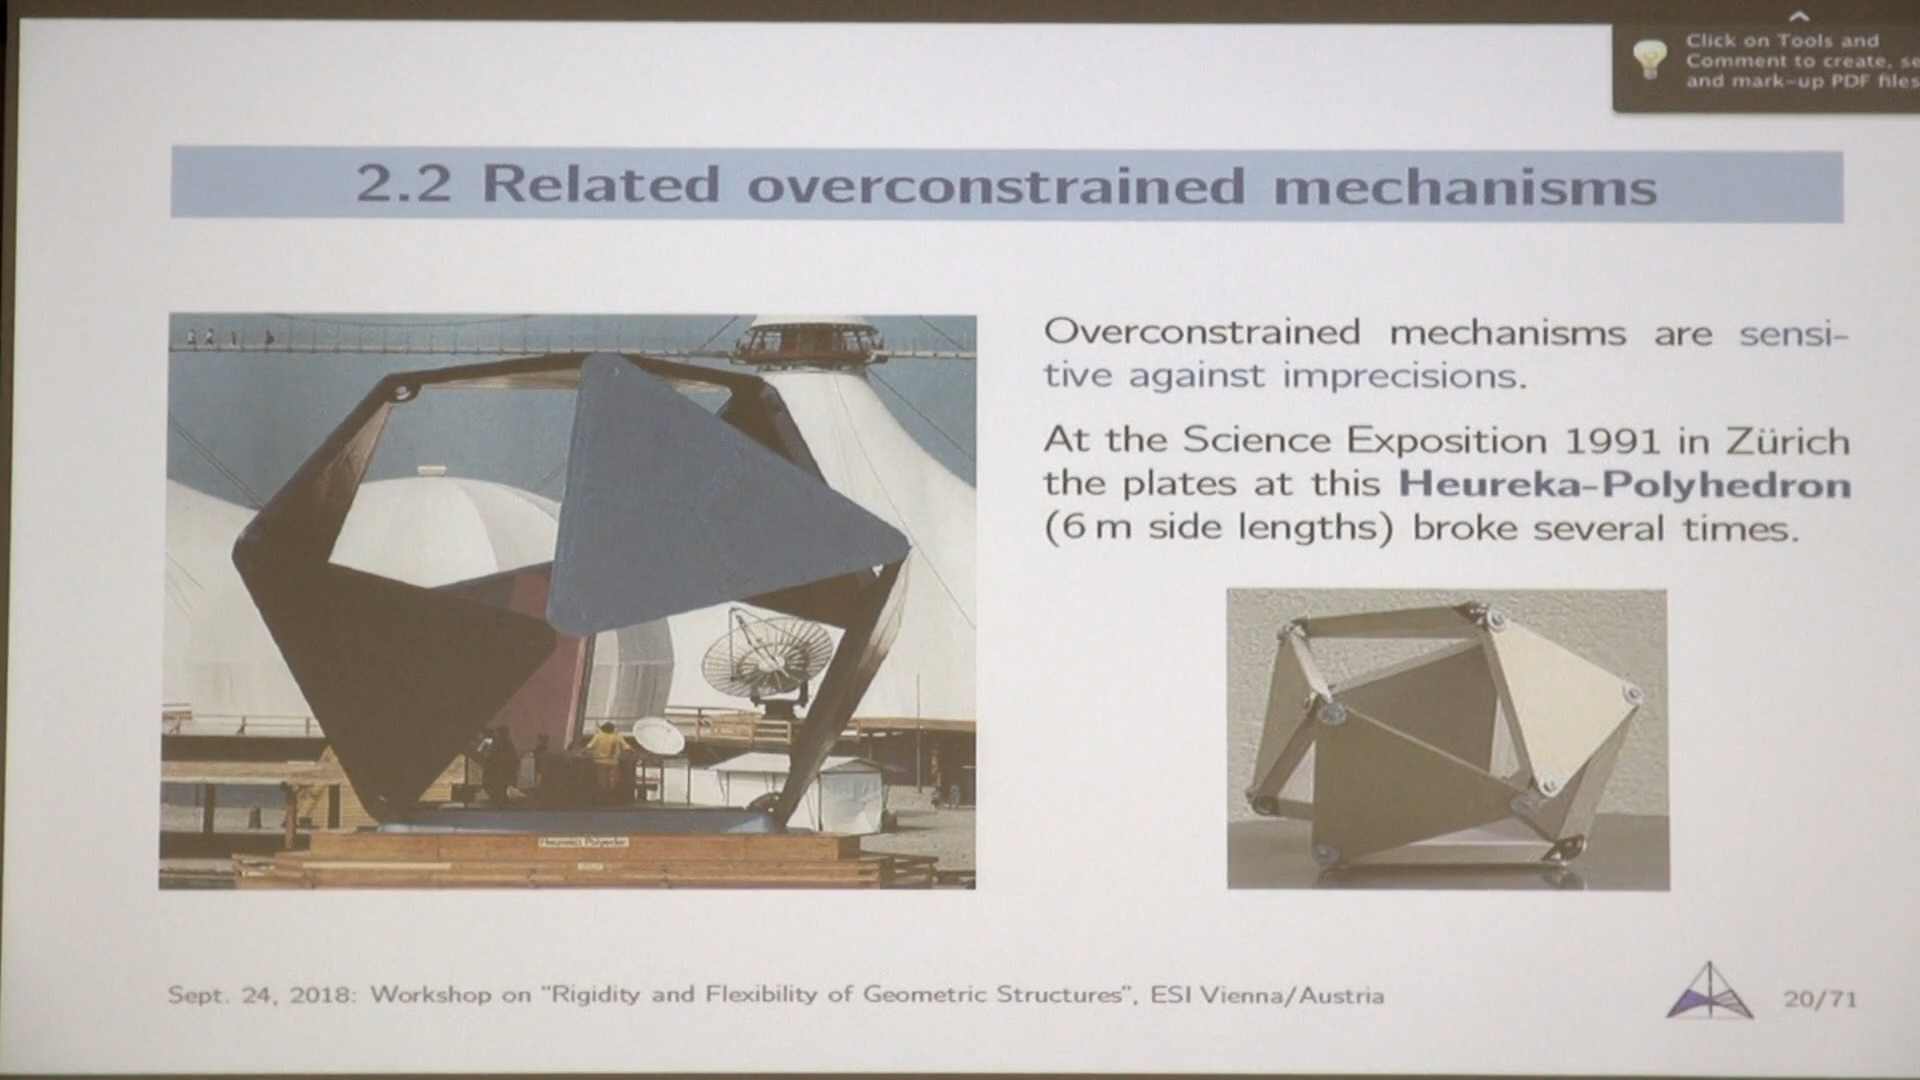 Click on Tools and
Comment to create, se
and mark-up PDF files
2.2 Related overconstrained mechanisms
Overconstrained mechanisms are sensi-
tive against imprecisions.
At the Science Exposition 1991 in Zürich
the plates at this Heureka-Polyhedron
(6 m side lengths) broke several times.
Heureka Polyeder
Sept. 24, 2018: Workshop on "Rigidity and Flexibility of Geometric Structures", ESI Vienna/Austria
20/71